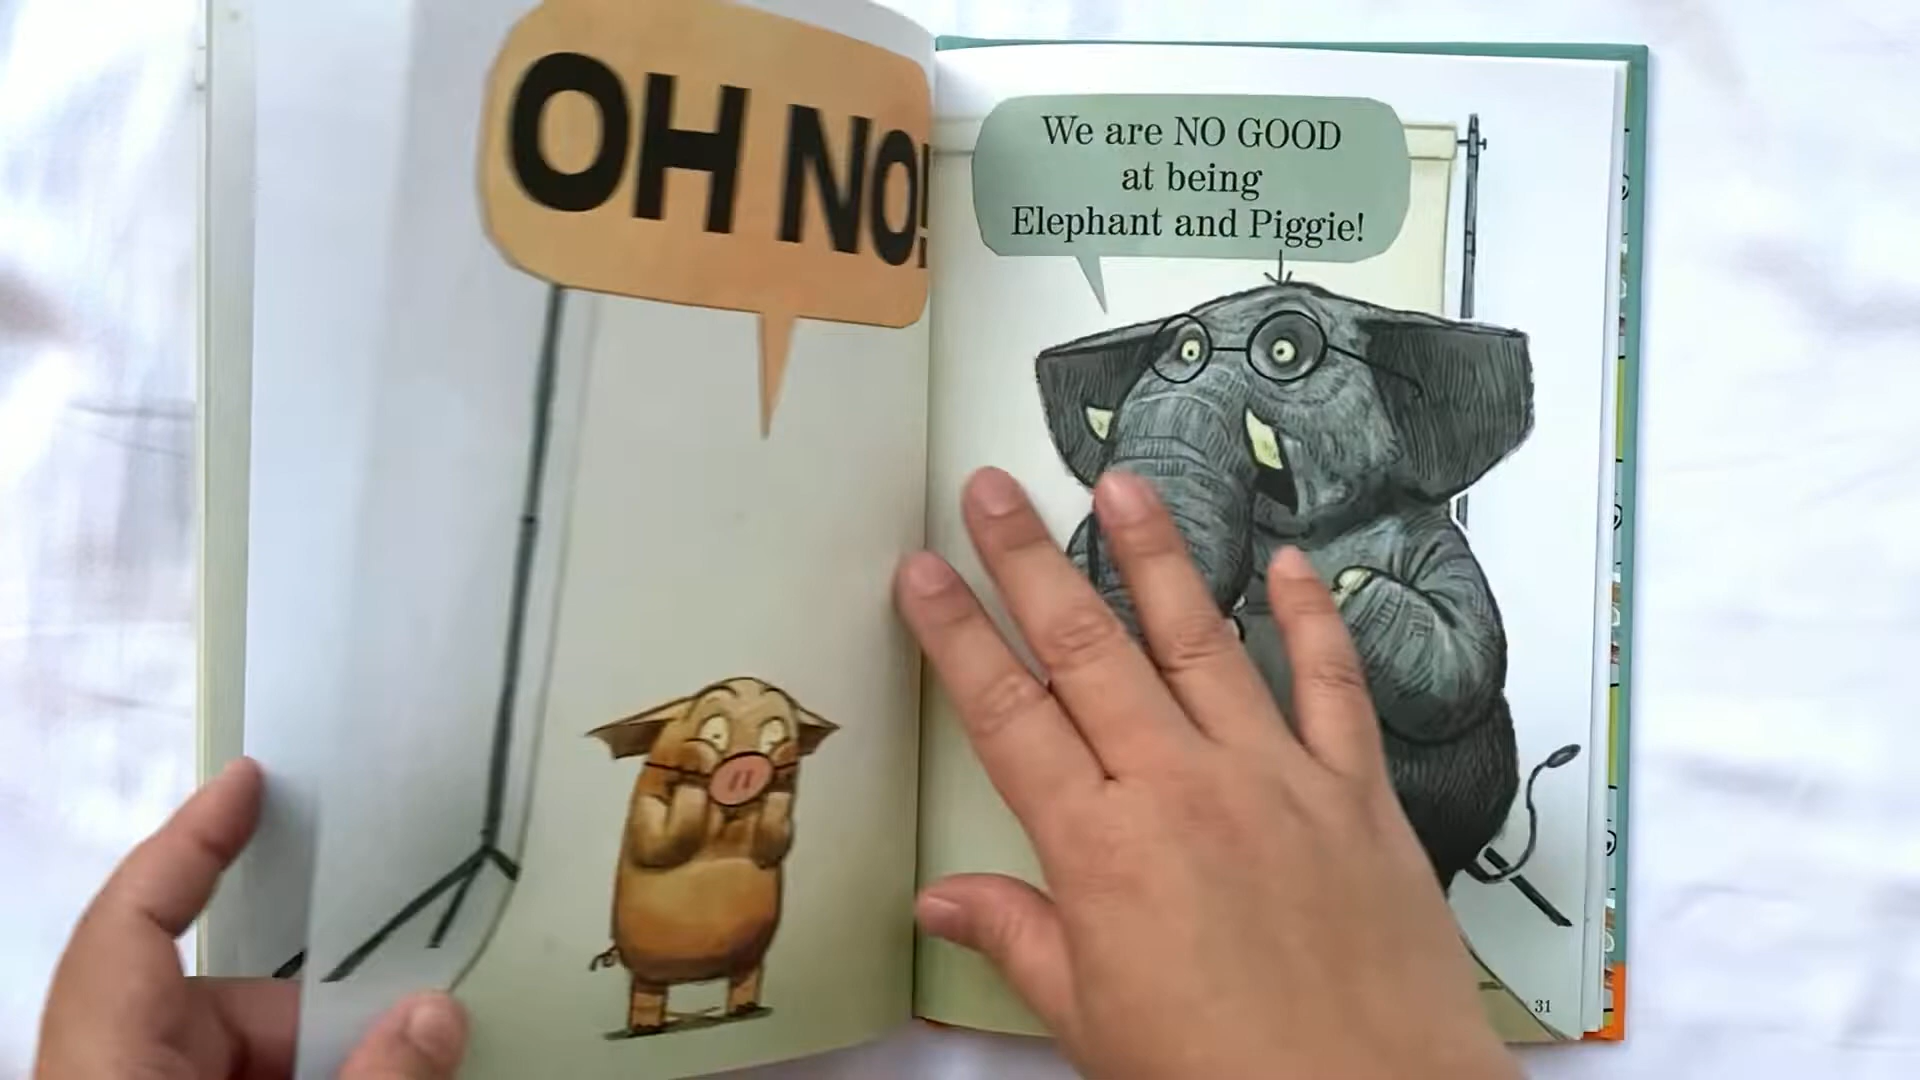 OH NO!
We are NO GOOD
at being
Elephant and Piggie!
31